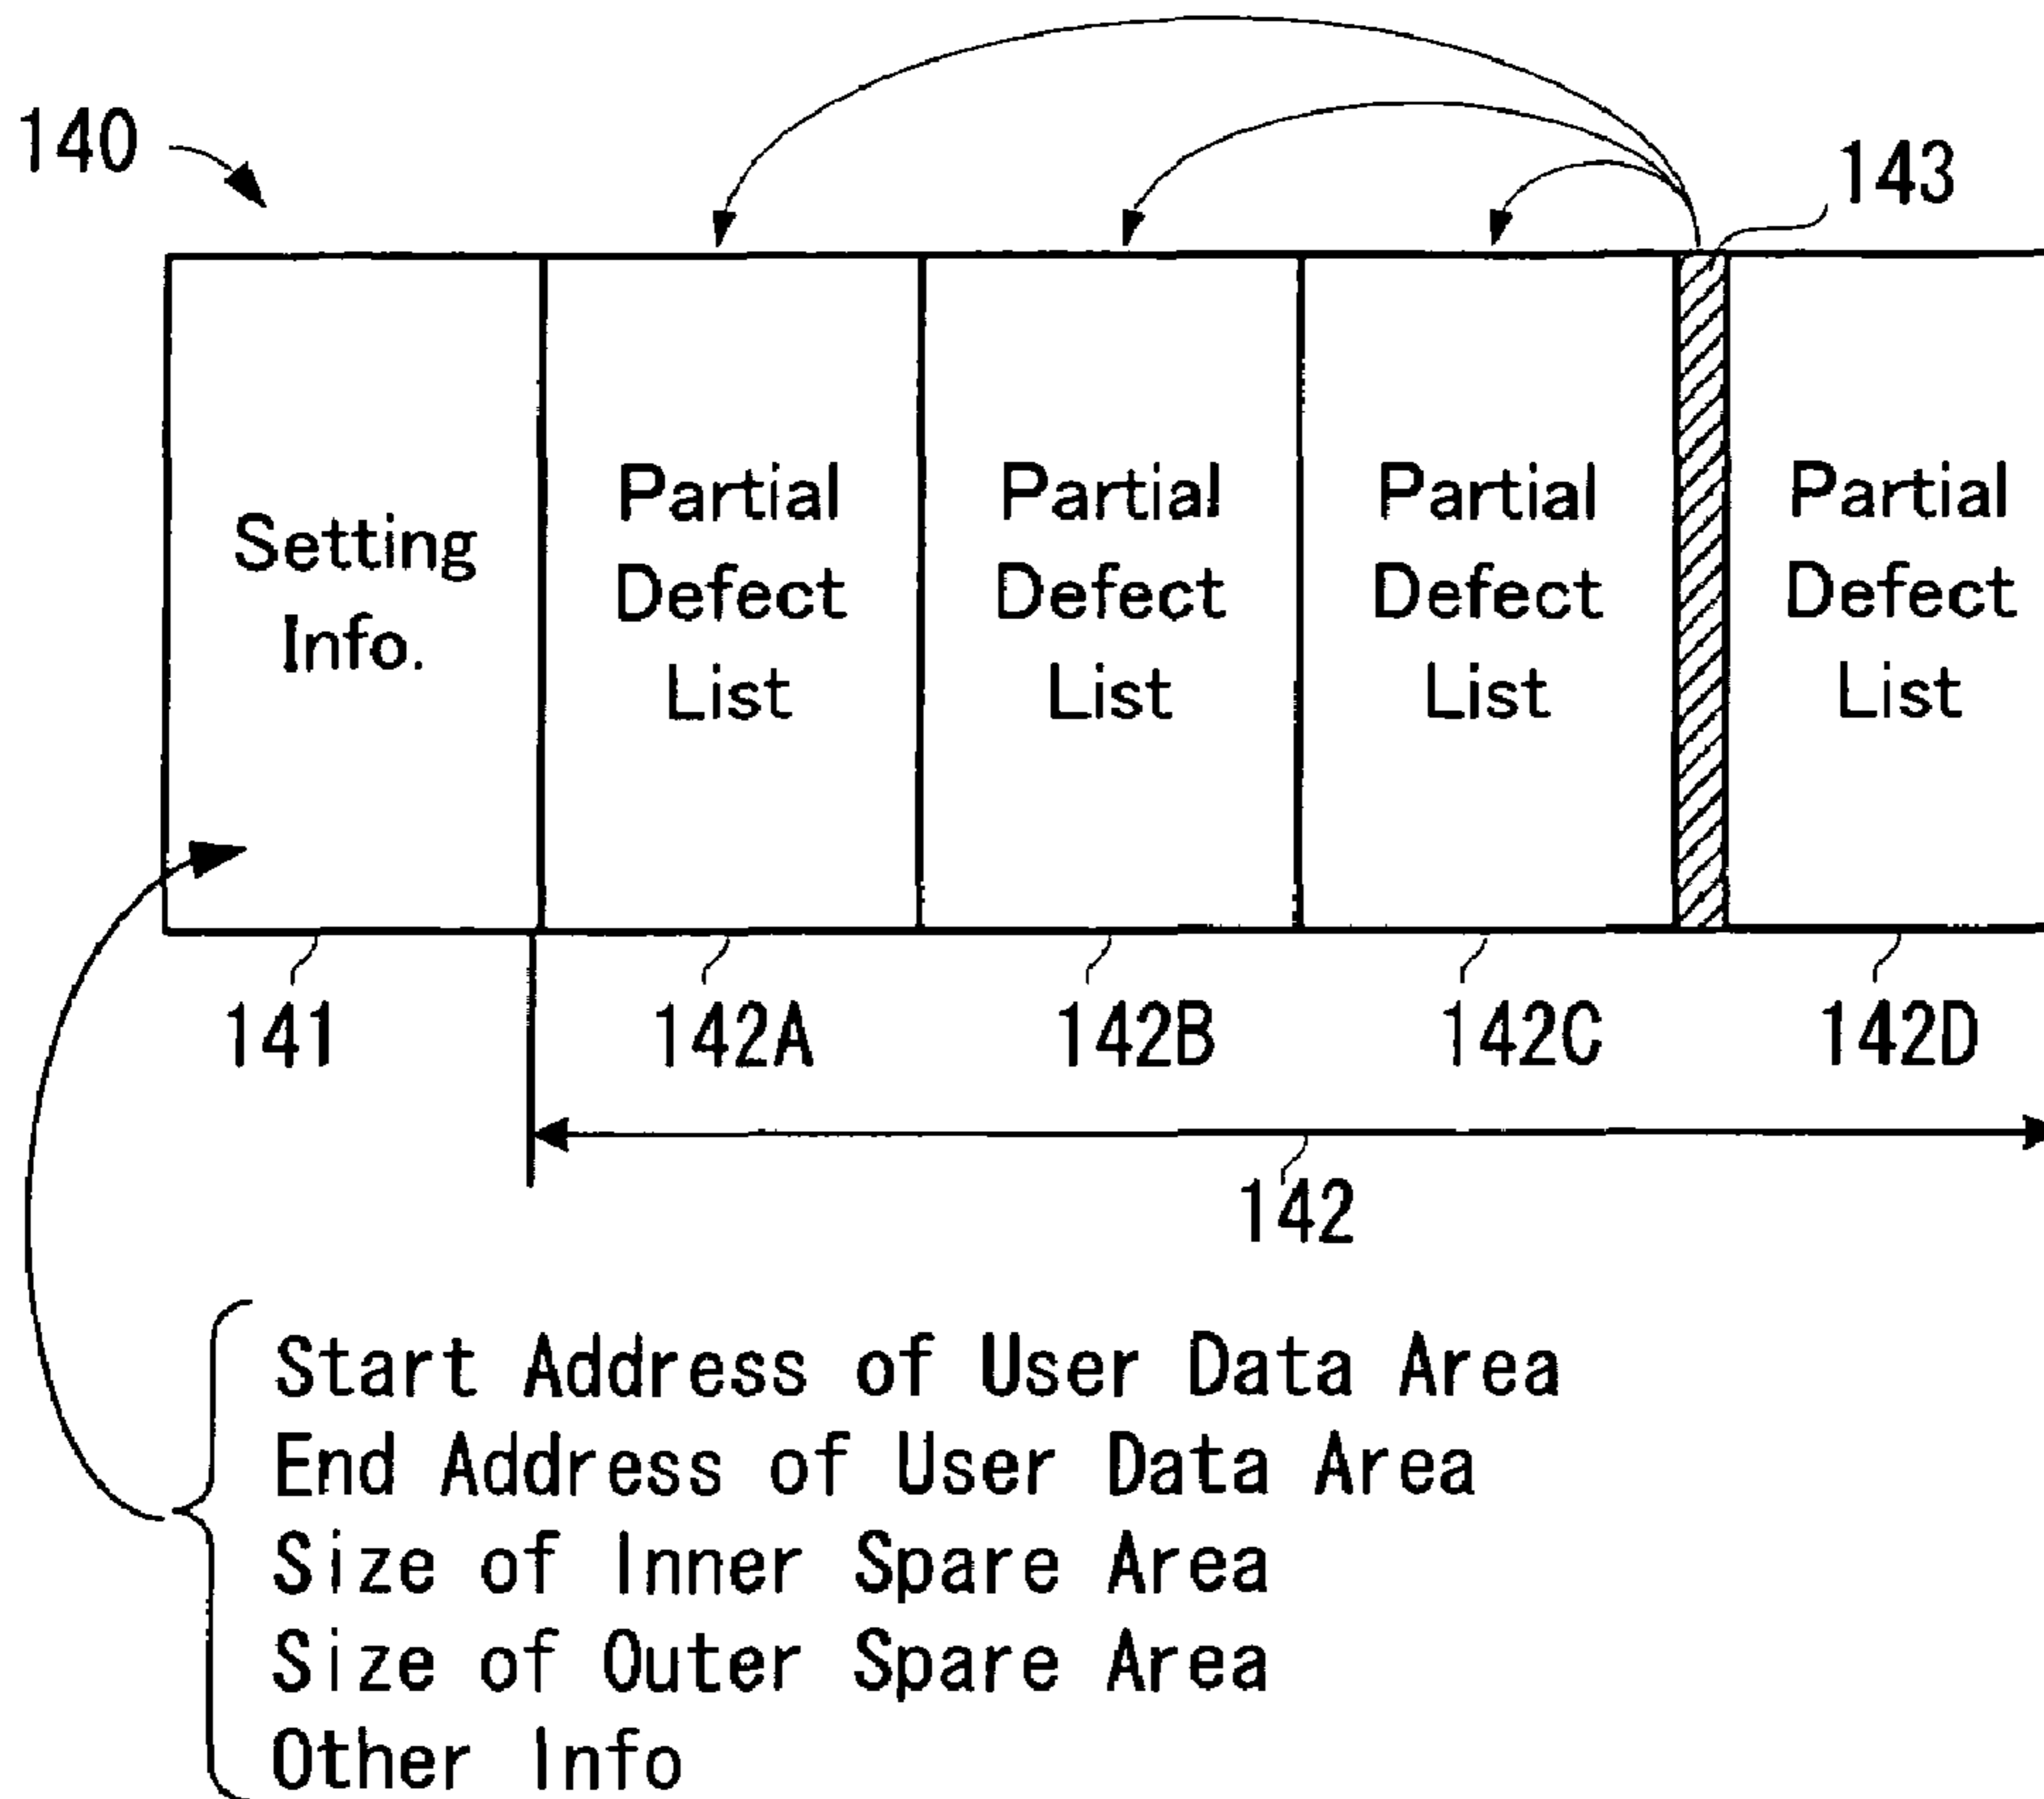 140
143
Setting
Info.
Partial
Defect
List
Partial
Defect
List
Partial
Defect
List
Partial
Defect
List
141
142A
142B
142C
142D
142
Start Address of User Data Area
End Address of User Data Area
Size of Inner Spare Area
Size of Outer Spare Area
Other Info